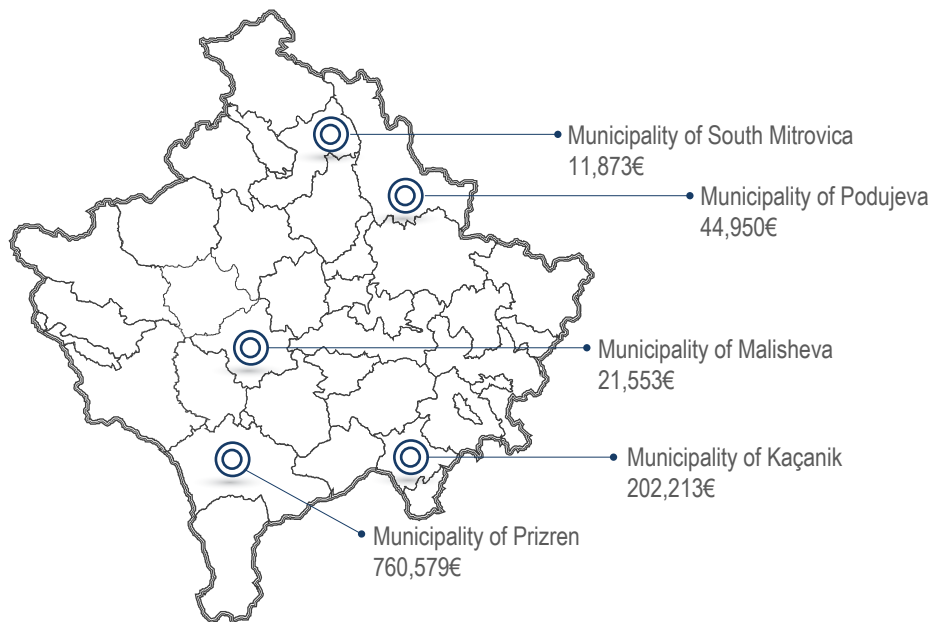 Municipality of South Mitrovica
11,873€
Municipality of Podujeva
44,950€
Municipality of Malisheva
21,553€
Municipality of Kaçanik
202,213€
Municipality of Prizren
760,579€